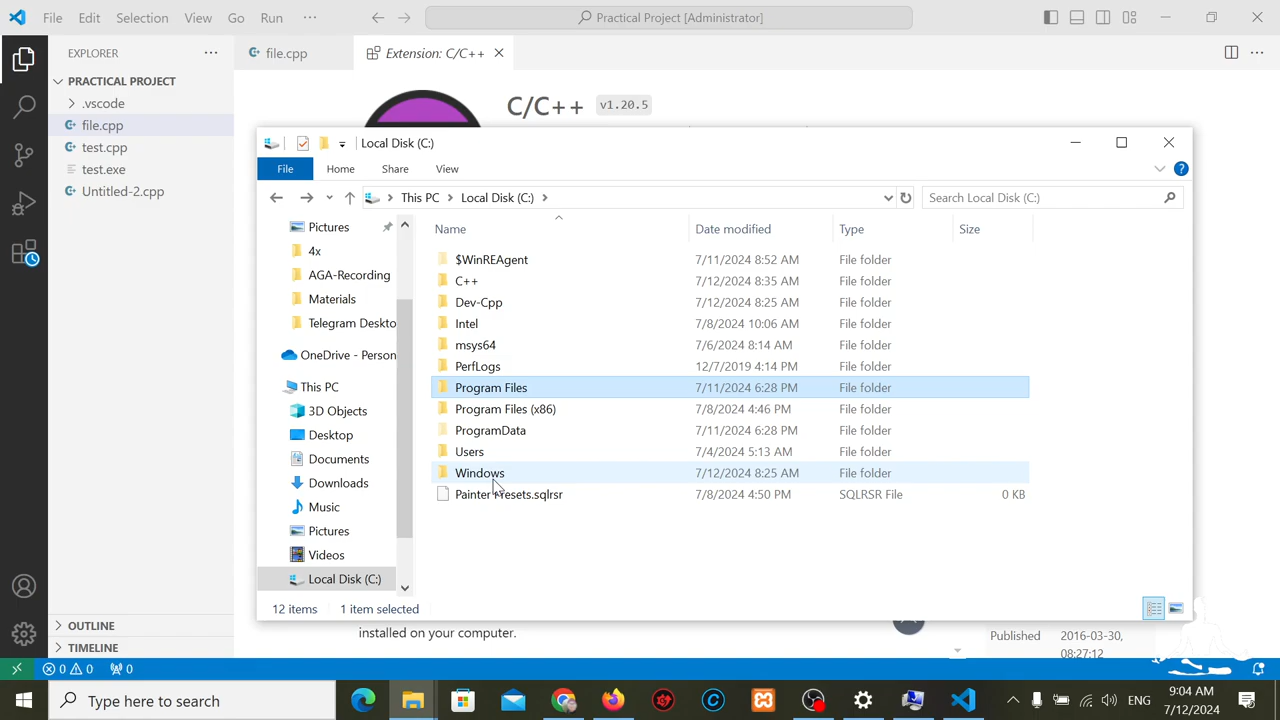 File Edit Selection View Go Run ··· Practical Project [Administrator]
EXPLORER ···
PRACTICAL PROJECT
.vscode
file.cpp
test.cpp
test.exe
Untitled-2.cpp
OUTLINE
TIMELINE
file.cpp Extension: C/C++
C/C++ v1.20.5
Local Disk (C:)
File Home Share View
This PC Local Disk (C:) Search Local Disk (C:)
Pictures
4x
AGA-Recording
Materials
Telegram Deskto
OneDrive - Person
This PC
3D Objects
Desktop
Documents
Downloads
Music
Pictures
Videos
Local Disk (C:)
Name Date modified Type Size
$WinREAgent 7/11/2024 8:52 AM File folder
C++ 7/12/2024 8:35 AM File folder
Dev-Cpp 7/12/2024 8:25 AM File folder
Intel 7/8/2024 10:06 AM File folder
msys64 7/6/2024 8:14 AM File folder
PerfLogs 12/7/2019 4:14 PM File folder
Program Files 7/11/2024 6:28 PM File folder
Program Files (x86) 7/8/2024 4:46 PM File folder
ProgramData 7/11/2024 6:28 PM File folder
Users 7/4/2024 5:13 AM File folder
Windows 7/12/2024 8:25 AM File folder
Painter Presets.sqlrsr 7/8/2024 4:50 PM SQLRSR File 0 KB
12 items 1 item selected
installed on your computer.
Published 2016-03-30,
08:27:12
0 0 0
Type here to search
ENG
9:04 AM
7/12/2024